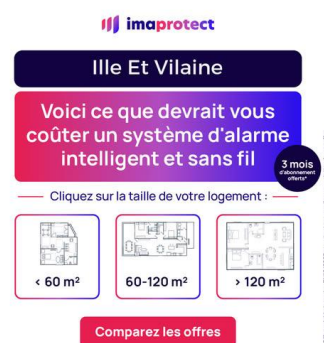 imaprotect
Ille Et Vilaine
Voici ce que devrait vous
coûter un système d'alarme
intelligent et sans fil
3 mois
d'abonnement
offerts*
Cliquez sur la taille de votre logement :
< 60 m²
60-120 m²
> 120 m²
Comparez les offres